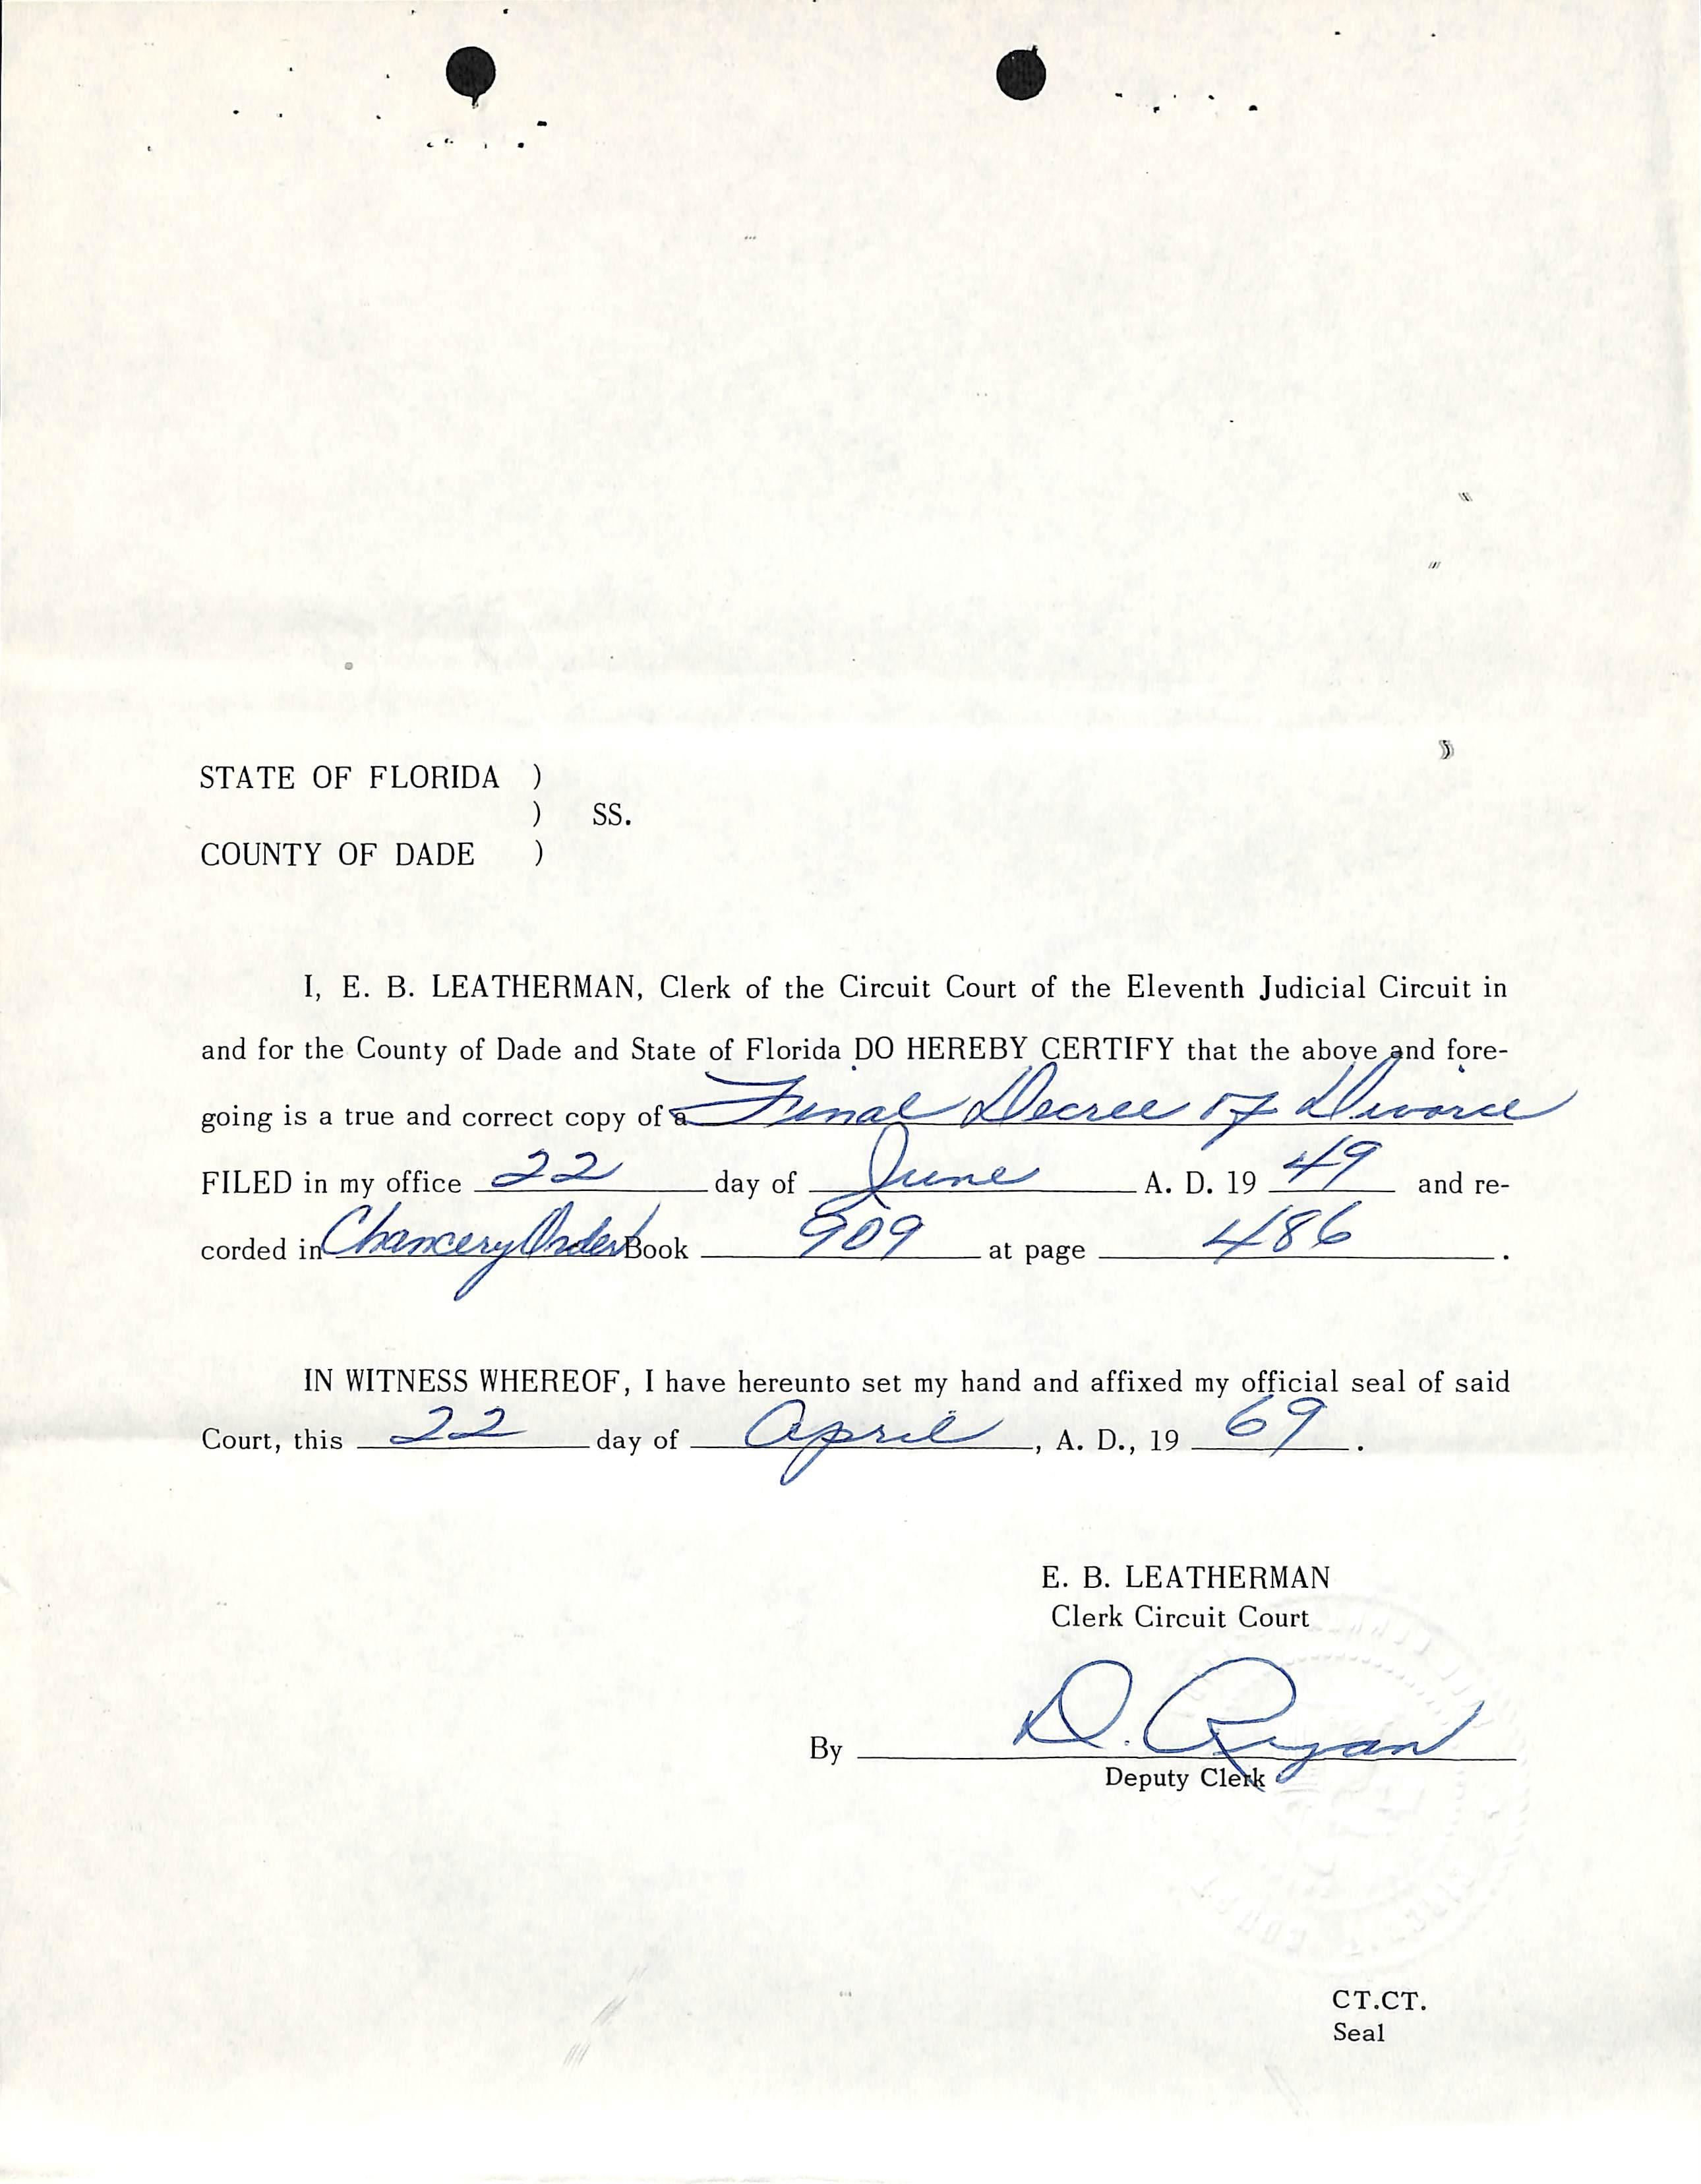 STATE OF FLORIDA )
) SS.
COUNTY OF DADE )
I, E. B. LEATHERMAN, Clerk of the Circuit Court of the Eleventh Judicial Circuit in
and for the County of Dade and State of Florida DO HEREBY CERTIFY that the above and fore-
going is a true and correct copy of a Final Decree of Divorce
FILED in my office 22 day of June A. D. 19 49 and re-
corded in Chancery Order Book 909 at page 486 .
IN WITNESS WHEREOF, I have hereunto set my hand and affixed my official seal of said
Court, this 22 day of April , A. D., 19 69 .
E. B. LEATHERMAN
Clerk Circuit Court
By D. Ryan
Deputy Clerk
CT.CT.
Seal